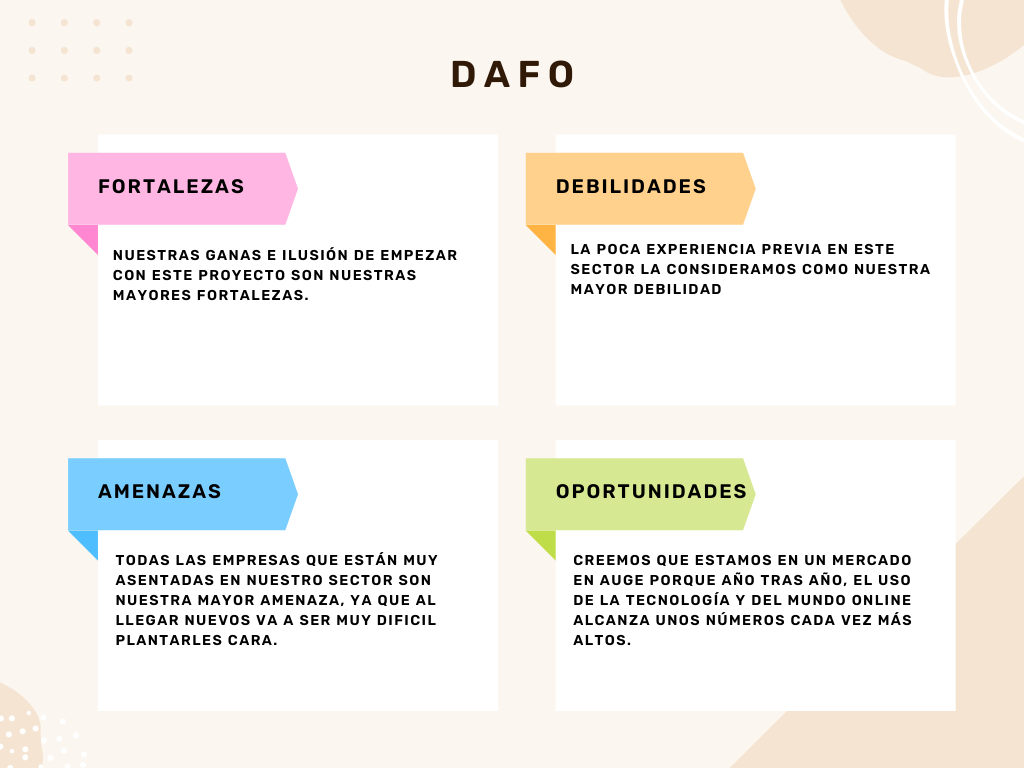 DAFO
FORTALEZAS
NUESTRAS GANAS E ILUSIÓN DE EMPEZAR
CON ESTE PROYECTO SON NUESTRAS
MAYORES FORTALEZAS.
DEBILIDADES
LA POCA EXPERIENCIA PREVIA EN ESTE
SECTOR LA CONSIDERAMOS COMO NUESTRA
MAYOR DEBILIDAD
AMENAZAS
TODAS LAS EMPRESAS QUE ESTÁN MUY
ASENTADAS EN NUESTRO SECTOR SON
NUESTRA MAYOR AMENAZA, YA QUE AL
LLEGAR NUEVOS VA A SER MUY DIFICIL
PLANTARLES CARA.
OPORTUNIDADES
CREEMOS QUE ESTAMOS EN UN MERCADO
EN AUGE PORQUE AÑO TRAS AÑO, EL USO
DE LA TECNOLOGÍA Y DEL MUNDO ONLINE
ALCANZA UNOS NÚMEROS CADA VEZ MÁS
ALTOS.